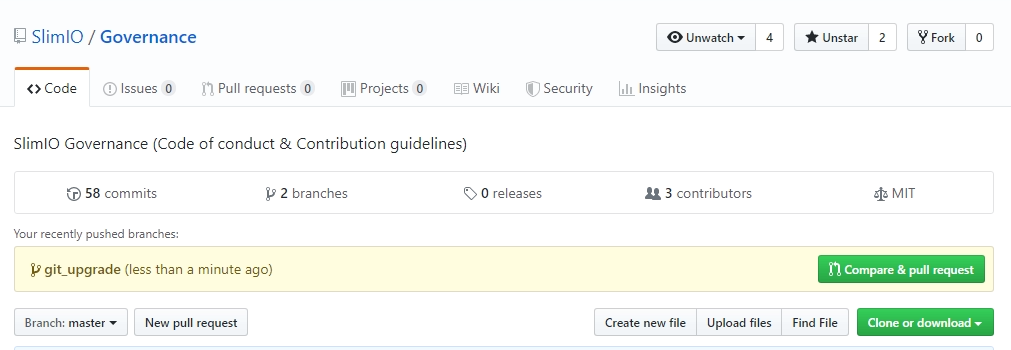 SlimIO / Governance
Unwatch 4 Unstar 2 Fork 0
Code Issues 0 Pull requests 0 Projects 0 Wiki Security Insights
SlimIO Governance (Code of conduct & Contribution guidelines)
58 commits 2 branches 0 releases 3 contributors MIT
Your recently pushed branches:
git_upgrade (less than a minute ago) Compare & pull request
Branch: master New pull request Create new file Upload files Find File Clone or download